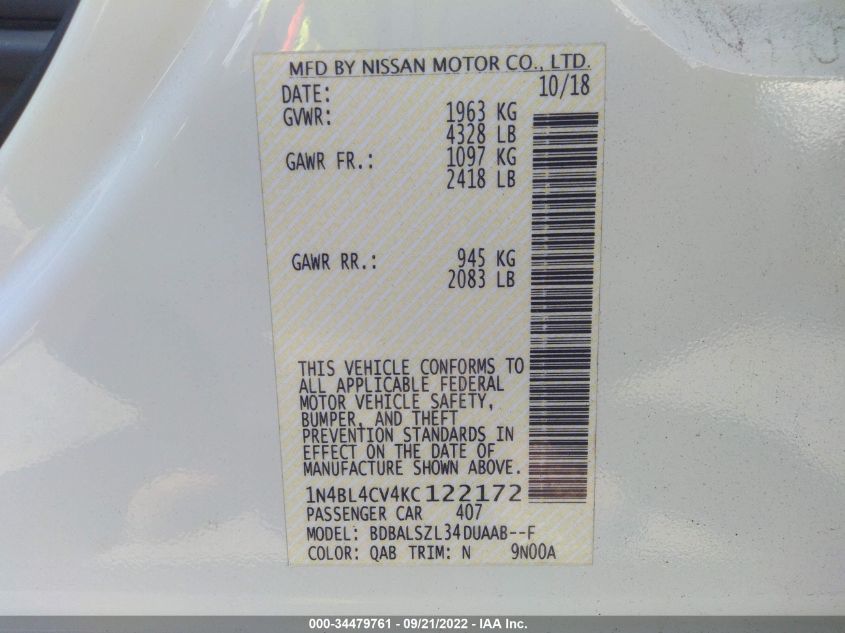 MFD BY NISSAN MOTOR CO., LTD.
DATE: 10/18
GVWR: 1963 KG
4328 LB
GAWR FR.: 1097 KG
2418 LB
GAWR RR.: 945 KG
2083 LB
THIS VEHICLE CONFORMS TO
ALL APPLICABLE FEDERAL
MOTOR VEHICLE SAFETY,
BUMPER, AND THEFT
PREVENTION STANDARDS IN
EFFECT ON THE DATE OF
MANUFACTURE SHOWN ABOVE.
1N4BL4CV4KC122172
PASSENGER CAR 407
MODEL: BDBALSZL34DUAAB--F
COLOR: QAB TRIM: N 9N00A
000-34479761 - 09/21/2022 - IAA Inc.